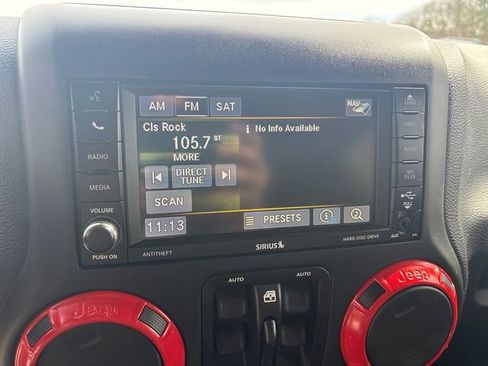 AM FM SAT NAV
LOAD
Cls Rock
i No Info Available
MENU
105.7 ST
MORE
RADIO
DIRECT TUNE
AUDIO
MEDIA
MY FILES
SCAN
VOLUME
PULL
11:13
PRESETS
AUX
PUSH ON
ANTITHEFT
SIRIUS
HARD DISC DRIVE
AUTO
AUTO
Jeep
Jeep